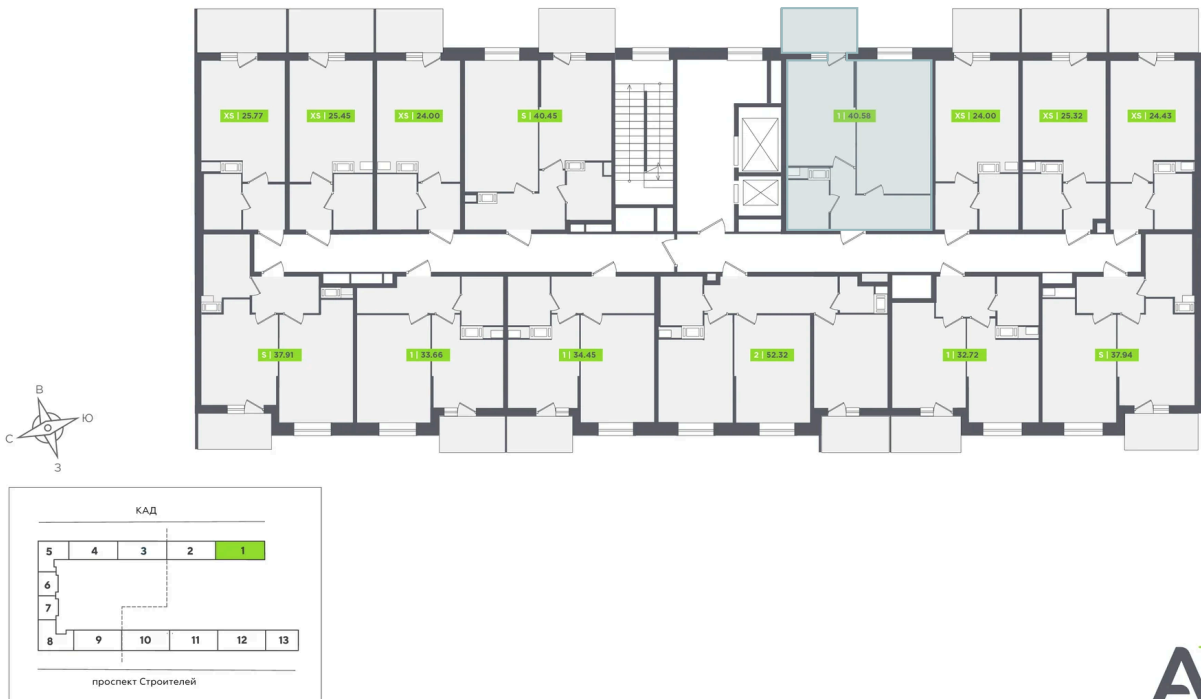 XS | 25.77
XS | 25.45
XS | 24.00
S | 40.45
1 | 40.58
XS | 24.00
XS | 25.32
XS | 24.43
S | 37.91
1 | 33.66
1 | 34.45
2 | 52.32
1 | 32.72
S | 37.94
В
Ю
С
З
КАД
5 4 3 2 1
6
7
8 9 10 11 12 13
проспект Строителей